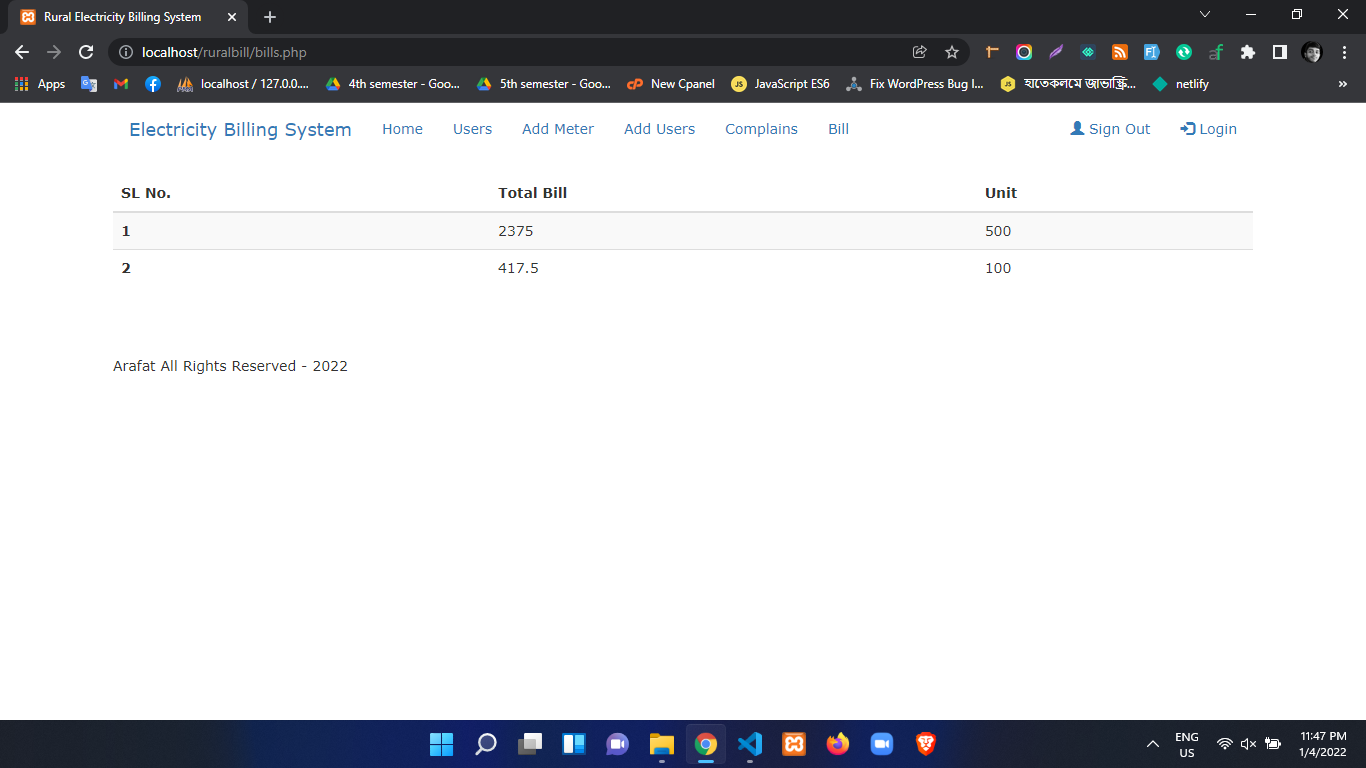 Rural Electricity Billing System
localhost/ruralbill/bills.php
Apps localhost / 127.0.0.... 4th semester - Goo... 5th semester - Goo... New Cpanel JavaScript ES6 Fix WordPress Bug I... হাতেকলমে জাভাস্ক্রি... netlify »
Electricity Billing System Home Users Add Meter Add Users Complains Bill Sign Out Login
SL No. Total Bill Unit
1 2375 500
2 417.5 100
Arafat All Rights Reserved - 2022
ENG 11:47 PM
US 1/4/2022